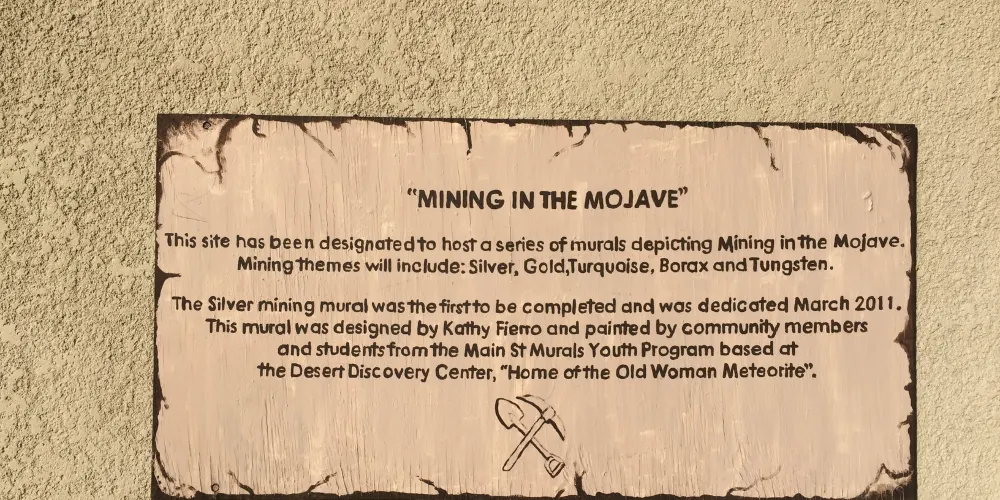 “MINING IN THE MOJAVE”
This site has been designated to host a series of murals depicting Mining in the Mojave.
Mining themes will include: Silver, Gold, Turquoise, Borax and Tungsten.
The Silver mining mural was the first to be completed and was dedicated March 2011.
This mural was designed by Kathy Fierro and painted by community members
and students from the Main St Murals Youth Program based at
the Desert Discovery Center, “Home of the Old Woman Meteorite”.